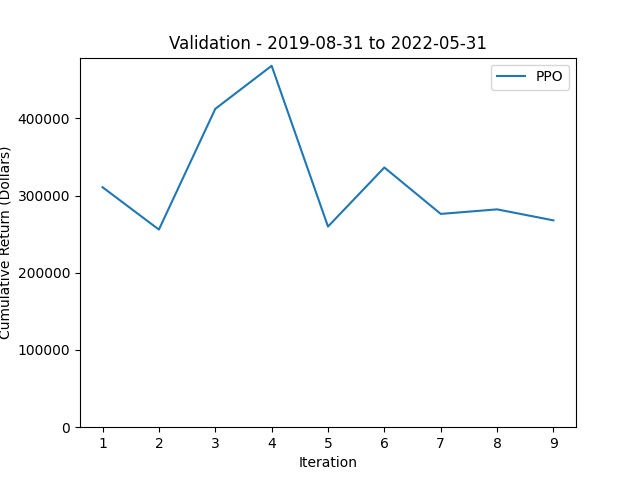 Validation - 2019-08-31 to 2022-05-31
PPO
Cumulative Return (Dollars)
400000
300000
200000
100000
0
1 2 3 4 5 6 7 8 9
Iteration